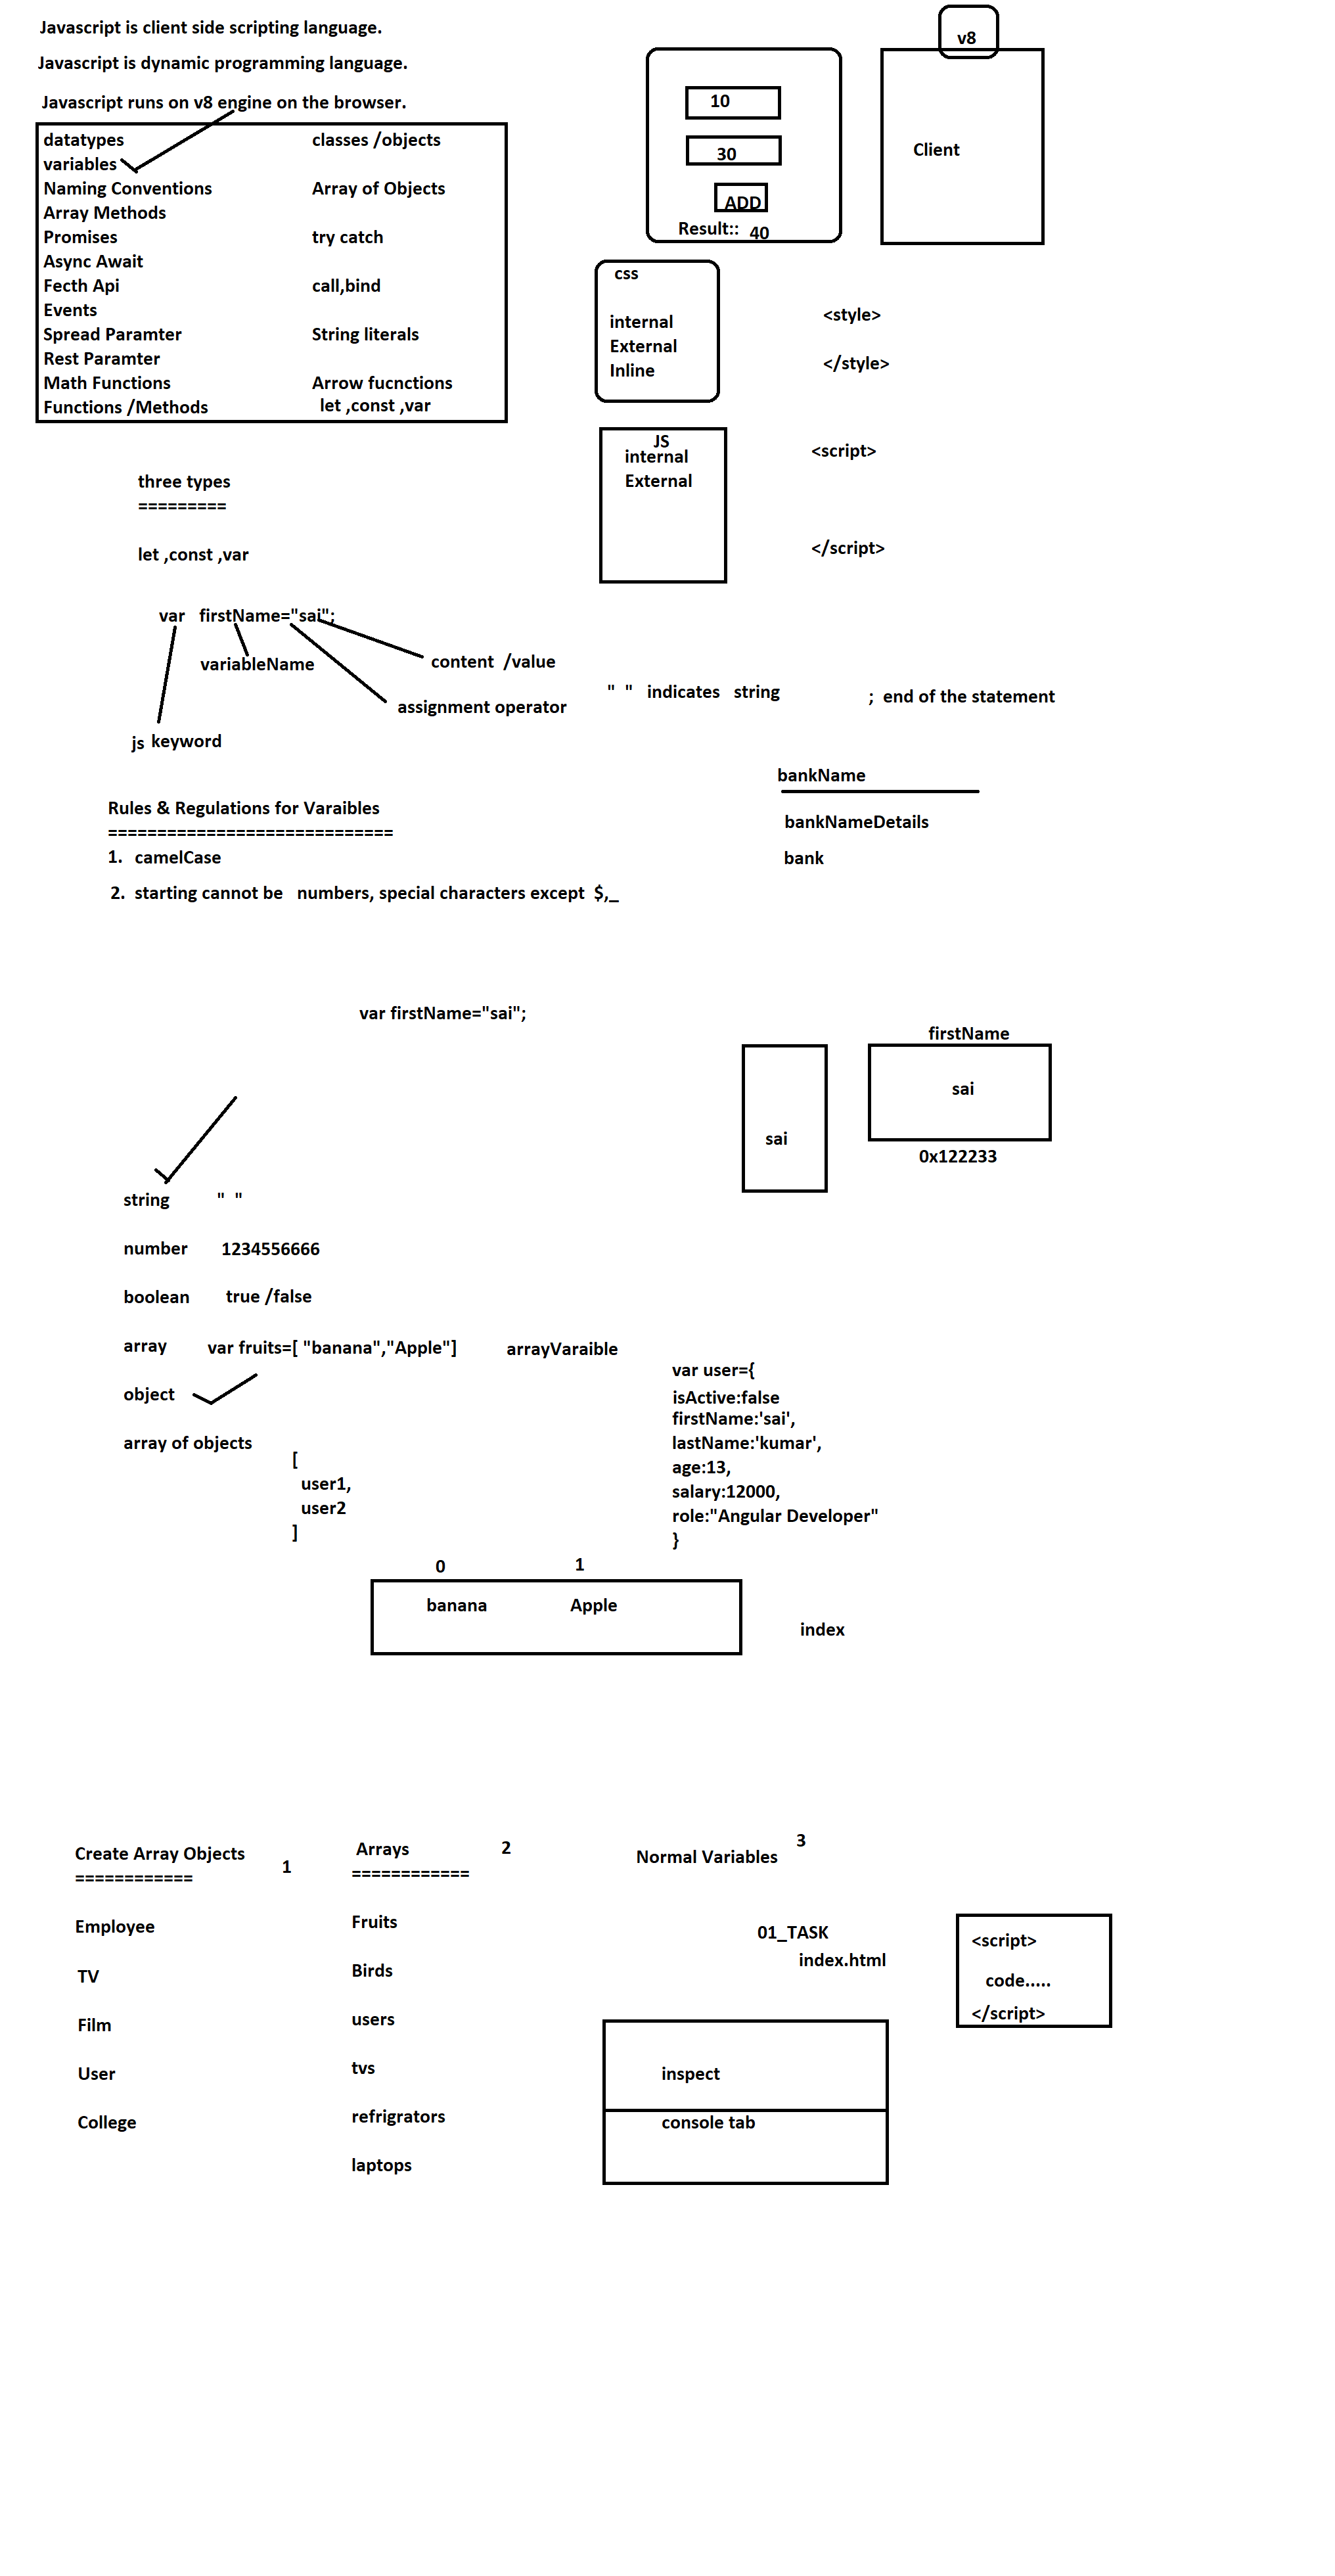 Javascript is client side scripting language.
Javascript is dynamic programming language.
Javascript runs on v8 engine on the browser.
datatypes
variables
Naming Conventions
Array Methods
Promises
Async Await
Fecth Api
Events
Spread Paramter
Rest Paramter
Math Functions
Functions /Methods
classes /objects
Array of Objects
try catch
call,bind
String literals
Arrow fucnctions
let ,const ,var
10
30
ADD
Result:: 40
v8
Client
css
internal
External
Inline
<style>
</style>
JS
internal
External
<script>
</script>
three types
=========
let ,const ,var
var firstName="sai";
variableName
content /value
assignment operator
js keyword
" " indicates string
; end of the statement
Rules & Regulations for Varaibles
=============================
1. camelCase
2. starting cannot be numbers, special characters except $,_
bankName
bankNameDetails
bank
var firstName="sai";
sai
firstName
sai
0x122233
string " "
number 1234556666
boolean true /false
array var fruits=[ "banana","Apple"] arrayVaraible
object
array of objects
[
user1,
user2
]
var user={
isActive:false
firstName:'sai',
lastName:'kumar',
age:13,
salary:12000,
role:"Angular Developer"
}
0 1
banana Apple
index
Create Array Objects 1
============
Employee
TV
Film
User
College
Arrays 2
============
Fruits
Birds
users
tvs
refrigrators
laptops
3
Normal Variables
01_TASK
index.html
<script>
code.....
</script>
inspect
console tab